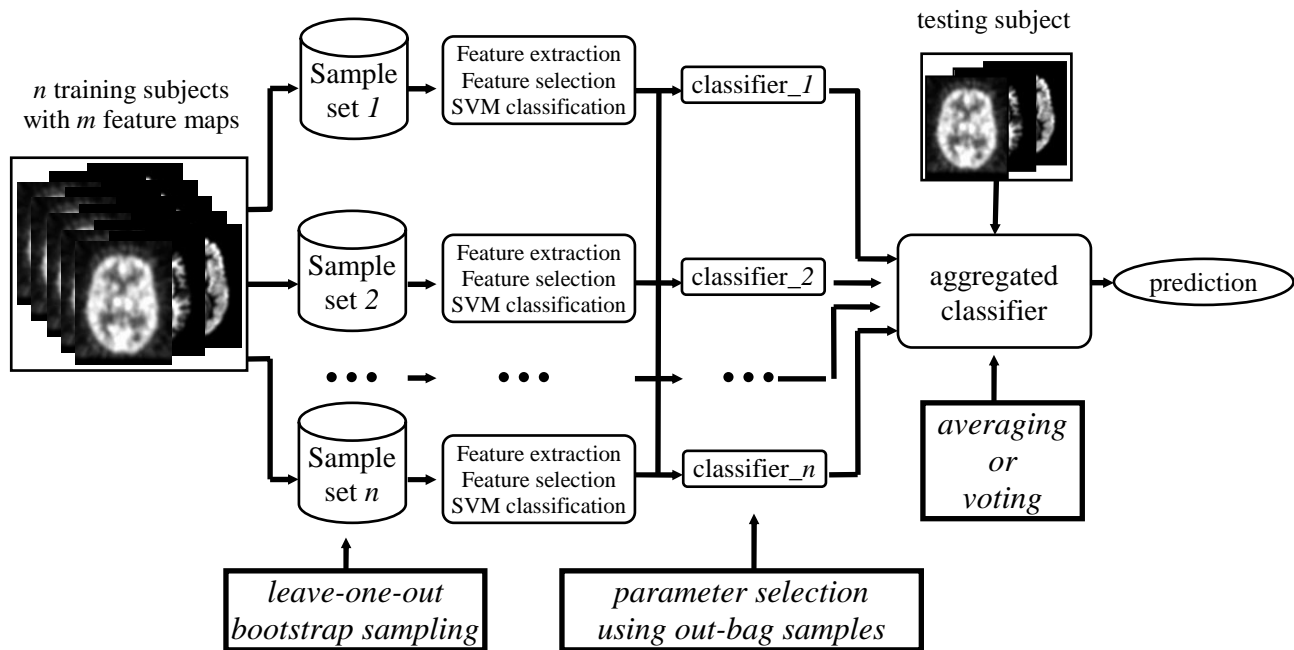 n training subjects
with m feature maps
Sample
set 1
Feature extraction
Feature selection
SVM classification
classifier_1
testing subject
Sample
set 2
Feature extraction
Feature selection
SVM classification
classifier_2
aggregated
classifier
prediction
•••
•••
•••
Sample
set n
Feature extraction
Feature selection
SVM classification
classifier_n
averaging
or
voting
leave-one-out
bootstrap sampling
parameter selection
using out-bag samples